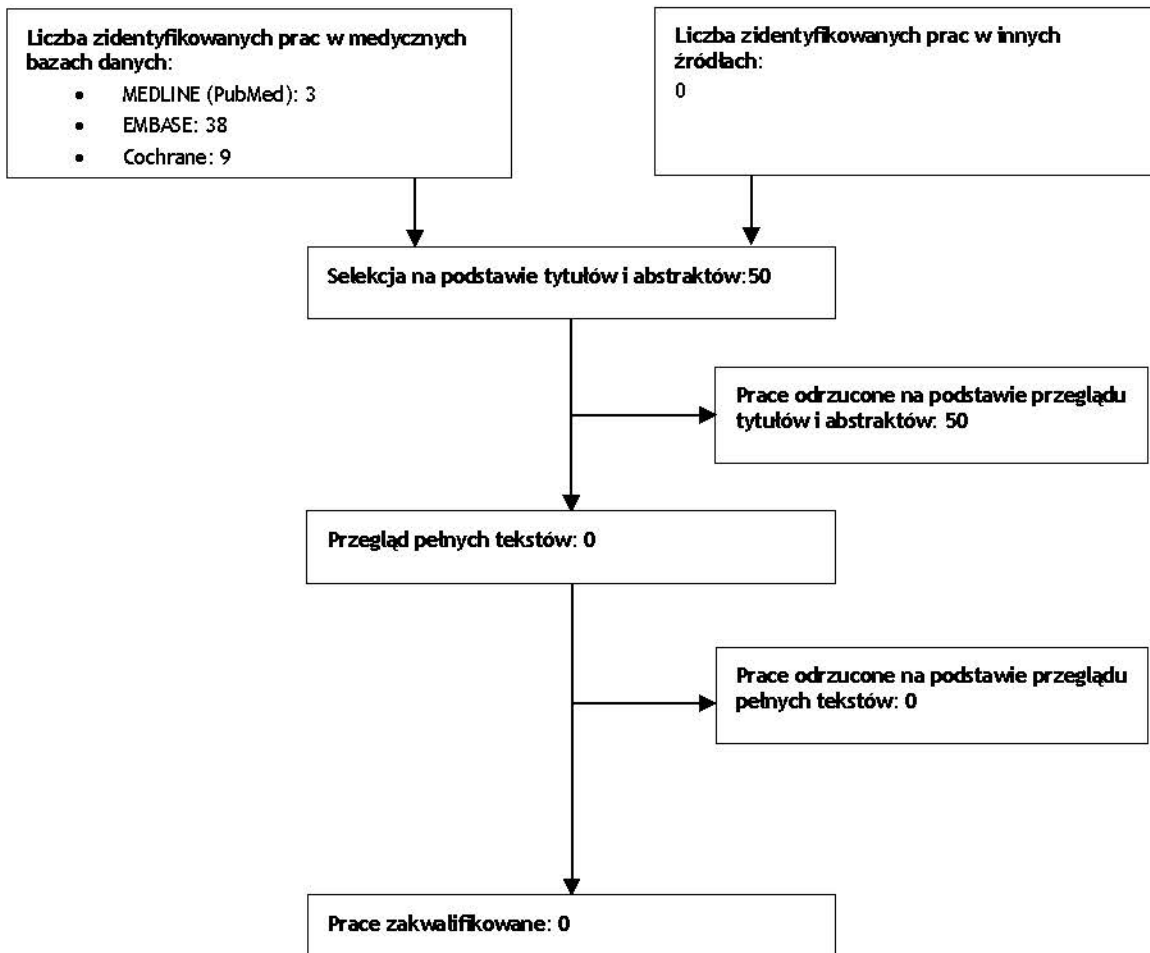 Liczba zidentyfikowanych prac w medycznych
bazach danych:
• MEDLINE (PubMed): 3
• EMBASE: 38
• Cochrane: 9
Liczba zidentyfikowanych prac w innych
źródłach:
0
Selekcja na podstawie tytułów i abstraktów:50
Prace odrzucone na podstawie przeglądu
tytułów i abstraktów: 50
Przegląd pełnych tekstów: 0
Prace odrzucone na podstawie przeglądu
pełnych tekstów: 0
Prace zakwalifikowane: 0